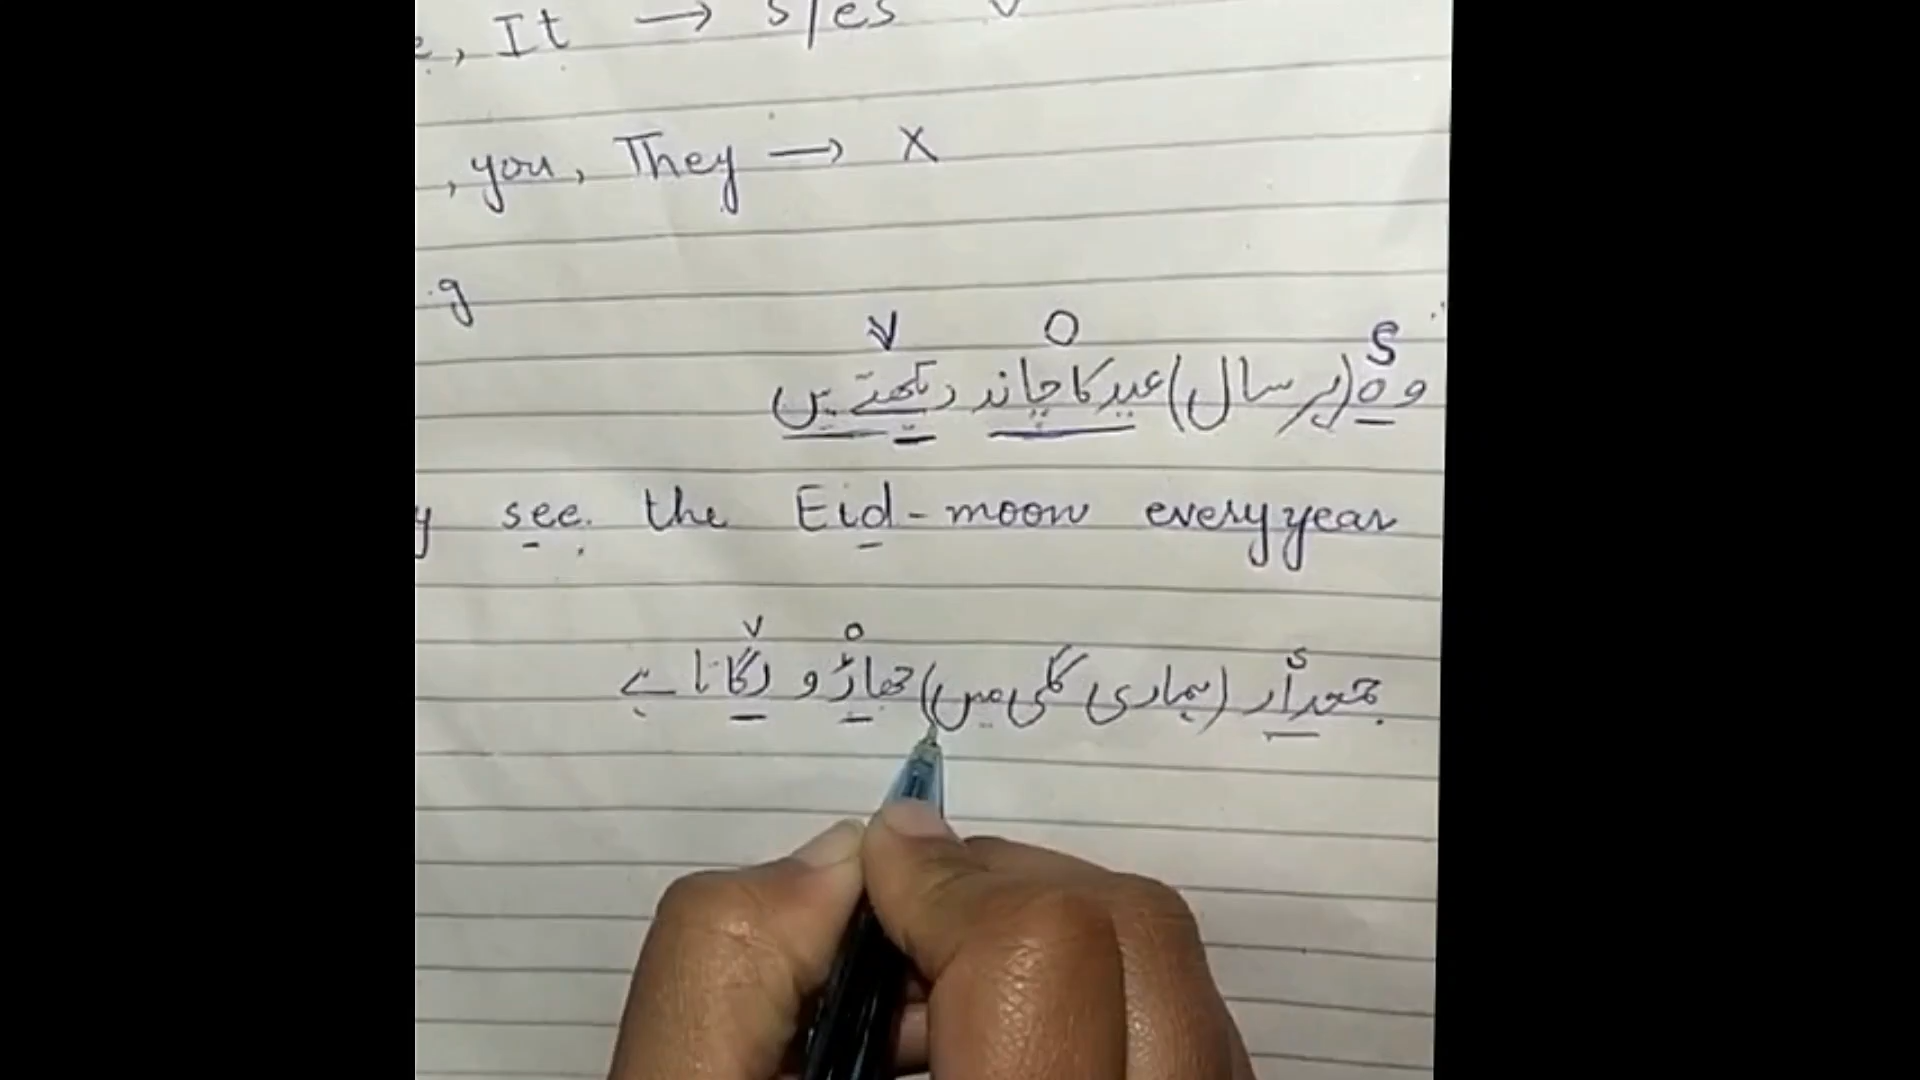 e, It → s/es ✓
, you, They → X
.g
V O S
وہ (ہر سال) عید کا چاند دیکھتے ہیں
y see the Eid-moon every year
V O S
جمعدار (ہماری گلی میں) جھاڑو لگاتا ہے